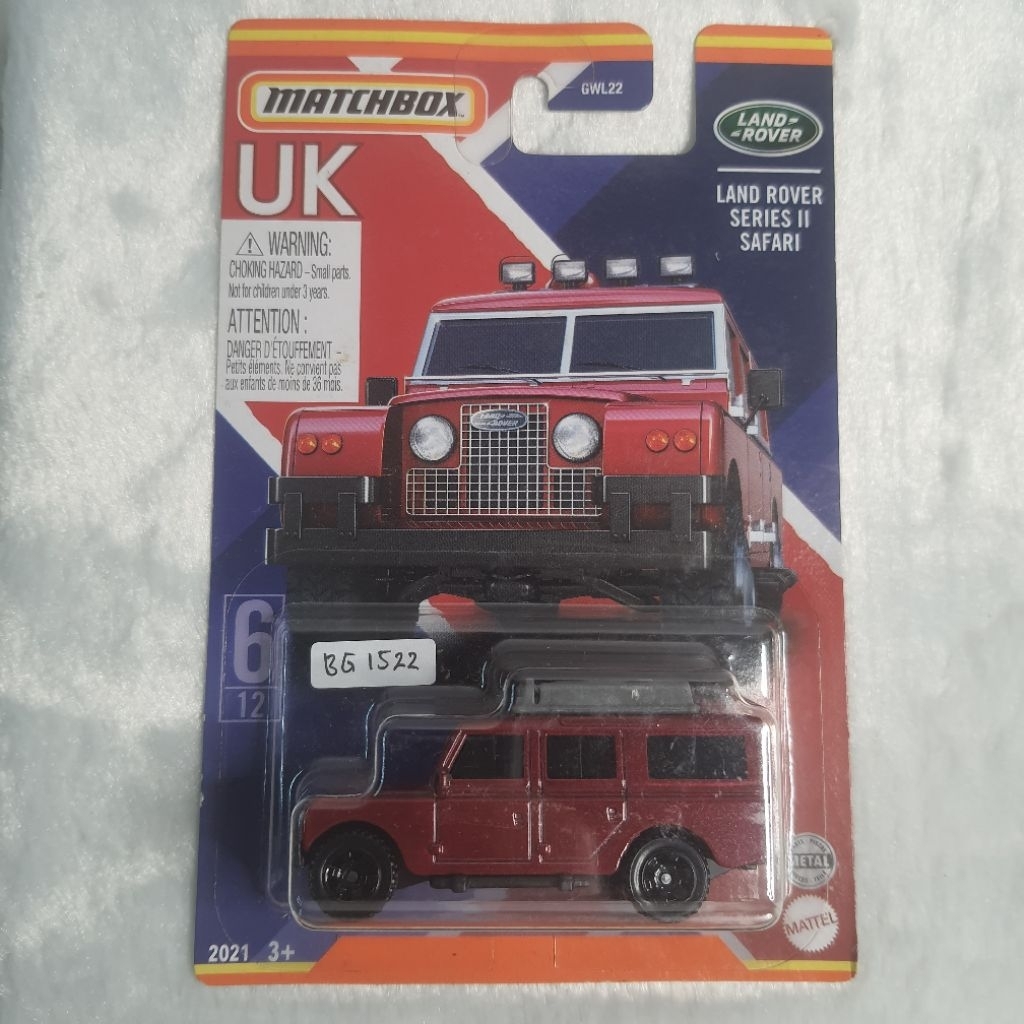 MATCHBOX
GWL22
LAND-
-ROVER
UK
LAND ROVER
SERIES II
SAFARI
WARNING:
CHOKING HAZARD – Small parts.
Not for children under 3 years.
ATTENTION :
DANGER D'ÉTOUFFEMENT –
Petits éléments. Ne convient pas
aux enfants de moins de 36 mois.
LAND-
-ROVER
6
12
BG 1522
METAL
MATTEL
2021 3+